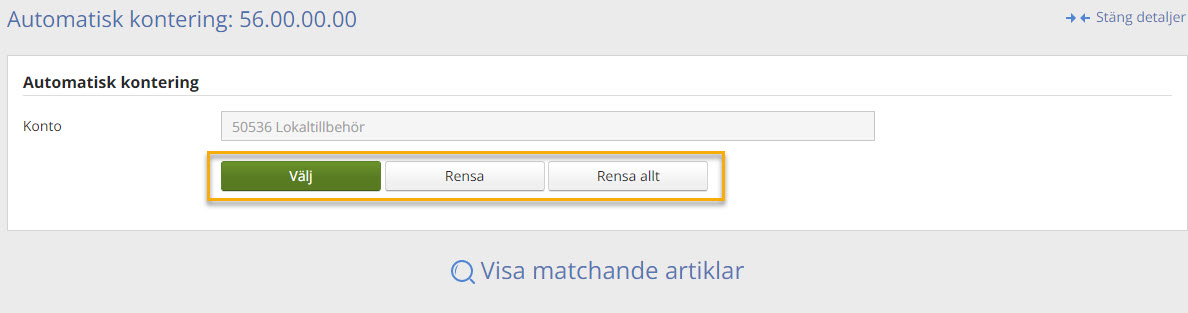 Automatisk kontering: 56.00.00.00
Stäng detaljer
Automatisk kontering
Konto
50536 Lokaltillbehör
Välj
Rensa
Rensa allt
Visa matchande artiklar